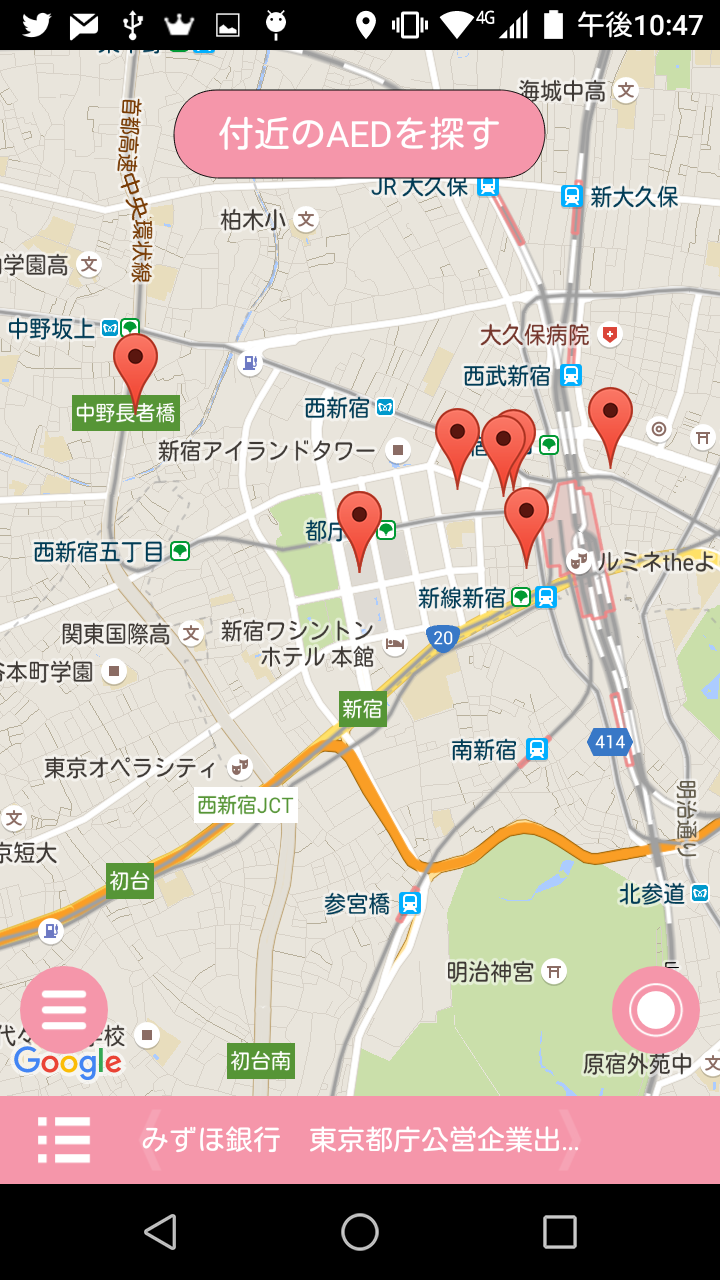 4G 午後10:47
海城中高
付近のAEDを探す
首都高速中央環状線
JR 大久保
新大久保
柏木小
学園高
中野坂上
大久保病院
西武新宿
中野長者橋
西新宿
新宿アイランドタワー
都庁
西新宿五丁目
ルミネtheよ
新線新宿
関東国際高
新宿ワシントン
ホテル 本館
20
本町学園
新宿
南新宿
414
東京オペラシティ
西新宿JCT
明治通り
京短大
初台
参宮橋
北参道
明治神宮
代々
校
Google
初台南
原宿外苑中
みずほ銀行　東京都庁公営企業出...